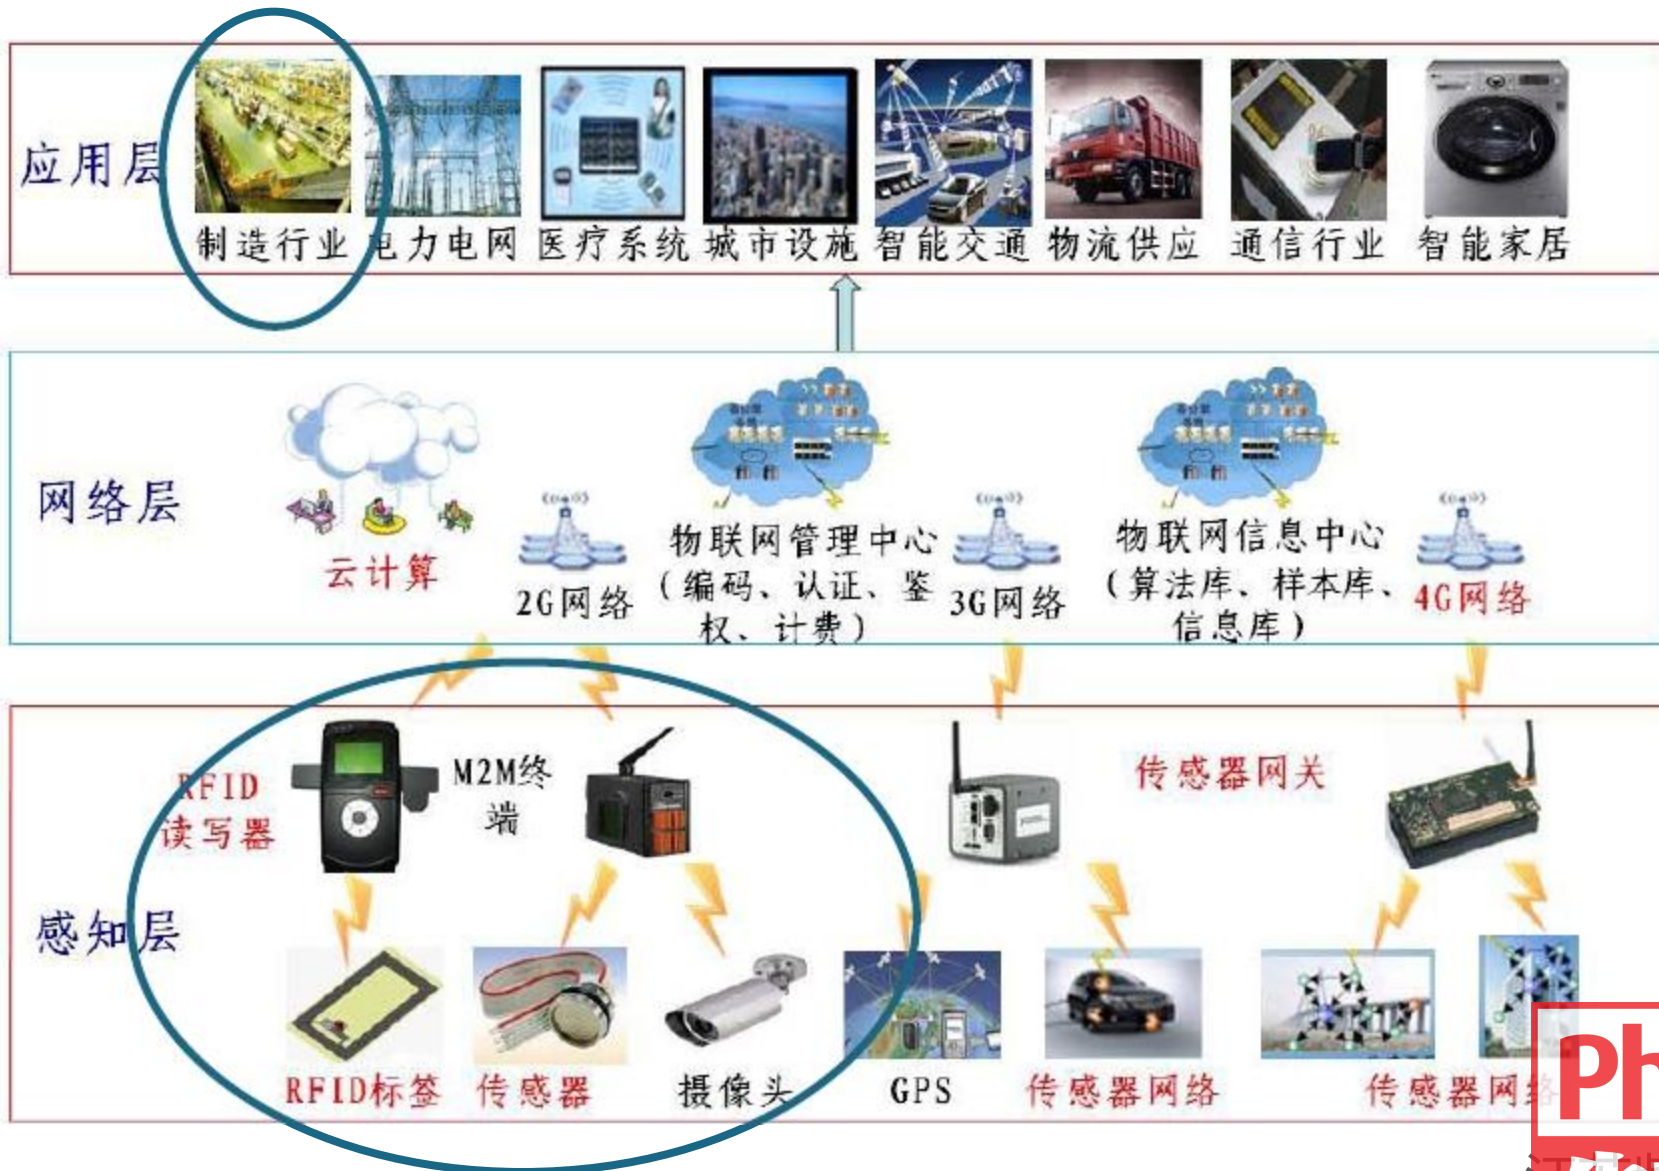 应用层
制造行业
电力电网
医疗系统
城市设施
智能交通
物流供应
通信行业
智能家居
网络层
云计算
2G网络
物联网管理中心
(编码、认证、鉴
权、计费)
3G网络
物联网信息中心
(算法库、样本库、
信息库)
4G网络
感知层
RFID
读写器
M2M终
端
传感器网关
RFID标签
传感器
摄像头
GPS
传感器网络
传感器网络
Ph